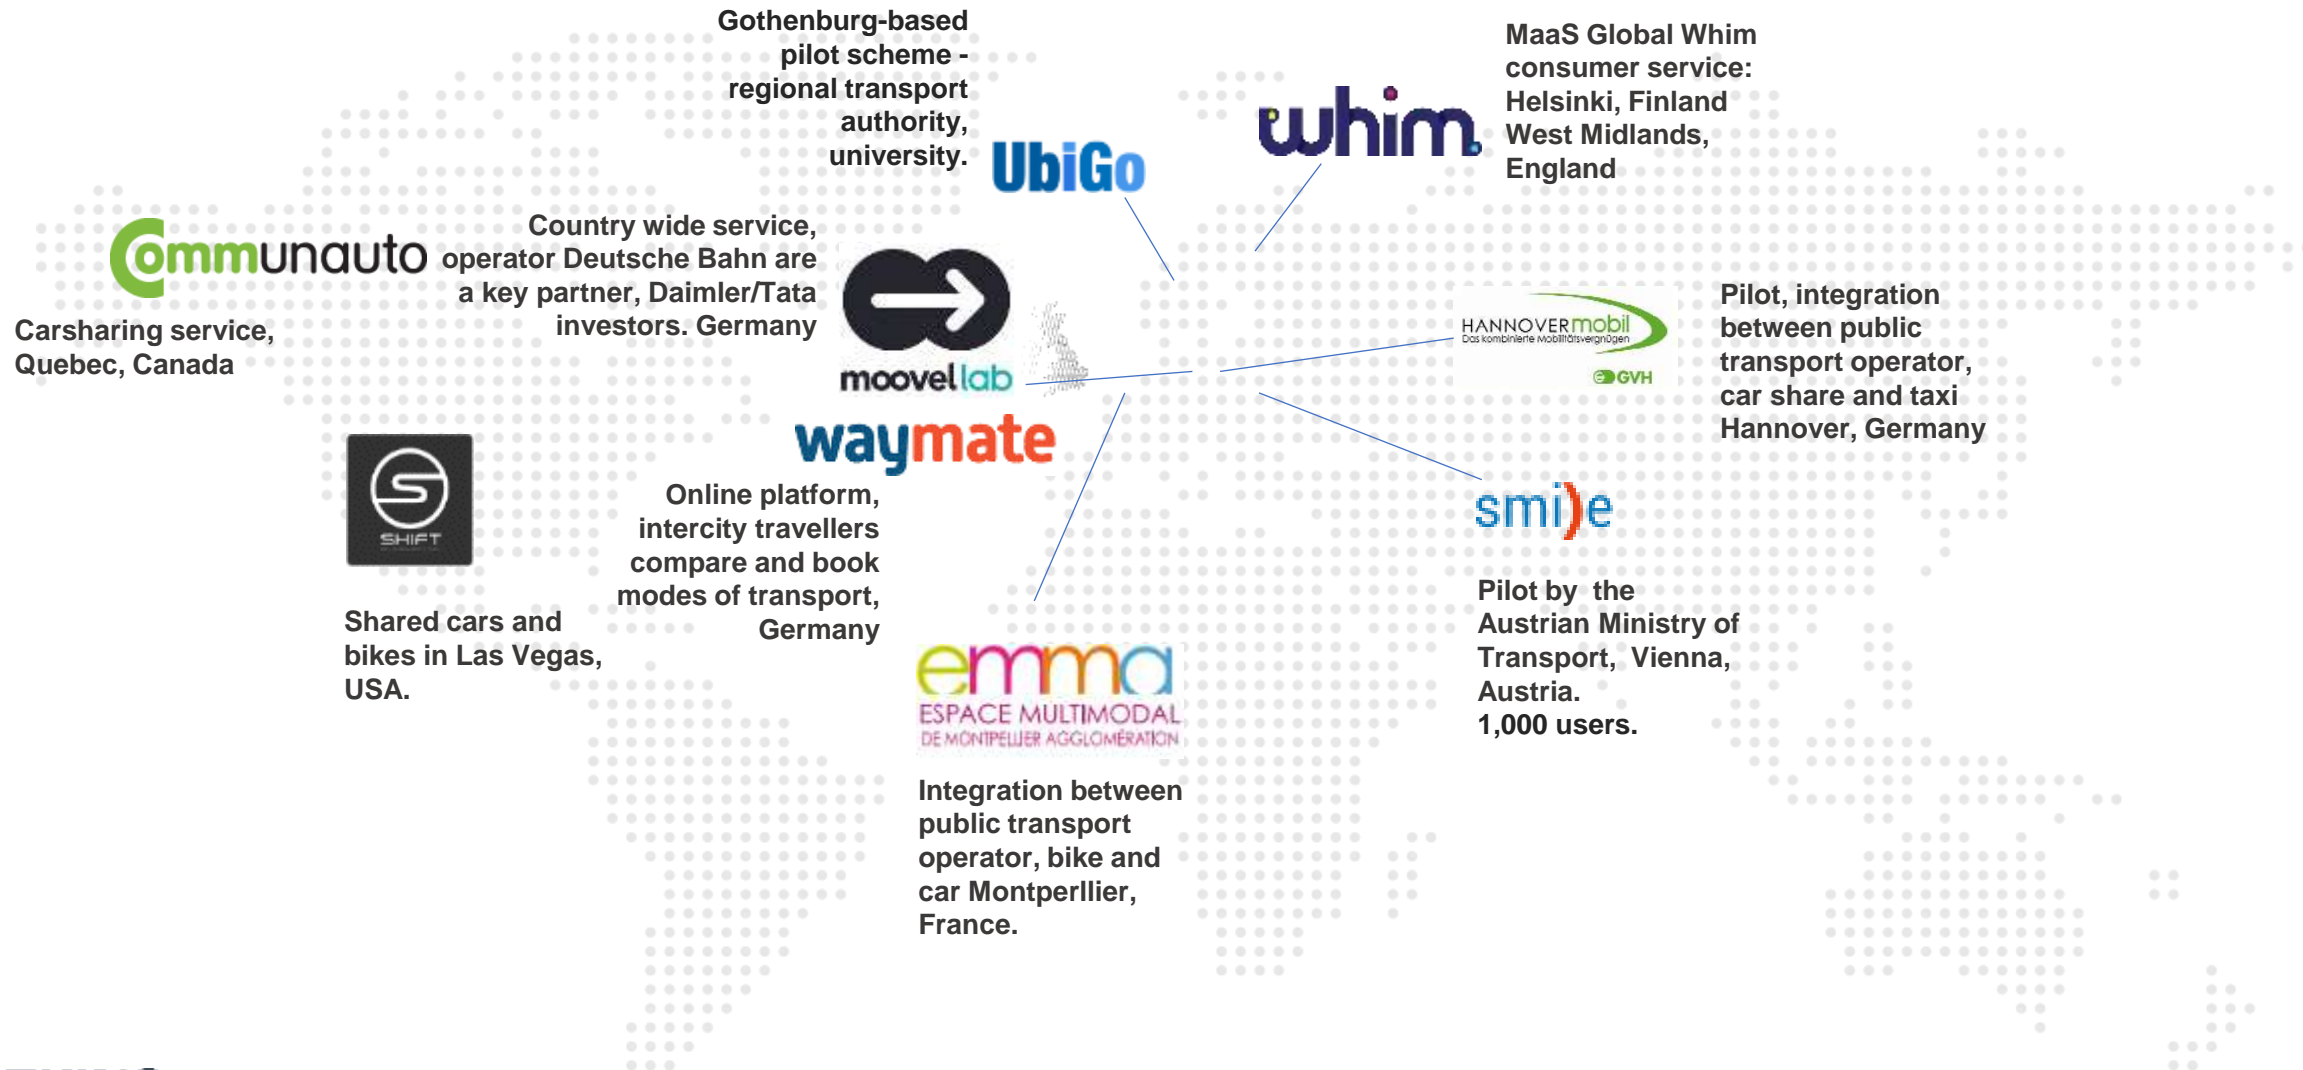 Gothenburg-based
pilot scheme -
regional transport
authority,
university.
UbiGo
whim
MaaS Global Whim
consumer service:
Helsinki, Finland
West Midlands,
England
Communauto
Carsharing service,
Quebec, Canada
Country wide service,
operator Deutsche Bahn are
a key partner, Daimler/Tata
investors. Germany
moovel lab
HANNOVERmobil
Das kombinierte Mobilitätsvergnügen
GVH
Pilot, integration
between public
transport operator,
car share and taxi
Hannover, Germany
SHIFT
Shared cars and
bikes in Las Vegas,
USA.
waymate
Online platform,
intercity travellers
compare and book
modes of transport,
Germany
smile
Pilot by the
Austrian Ministry of
Transport, Vienna,
Austria.
1,000 users.
emma
ESPACE MULTIMODAL
DE MONTPELLIER AGGLOMÉRATION
Integration between
public transport
operator, bike and
car Montperllier,
France.